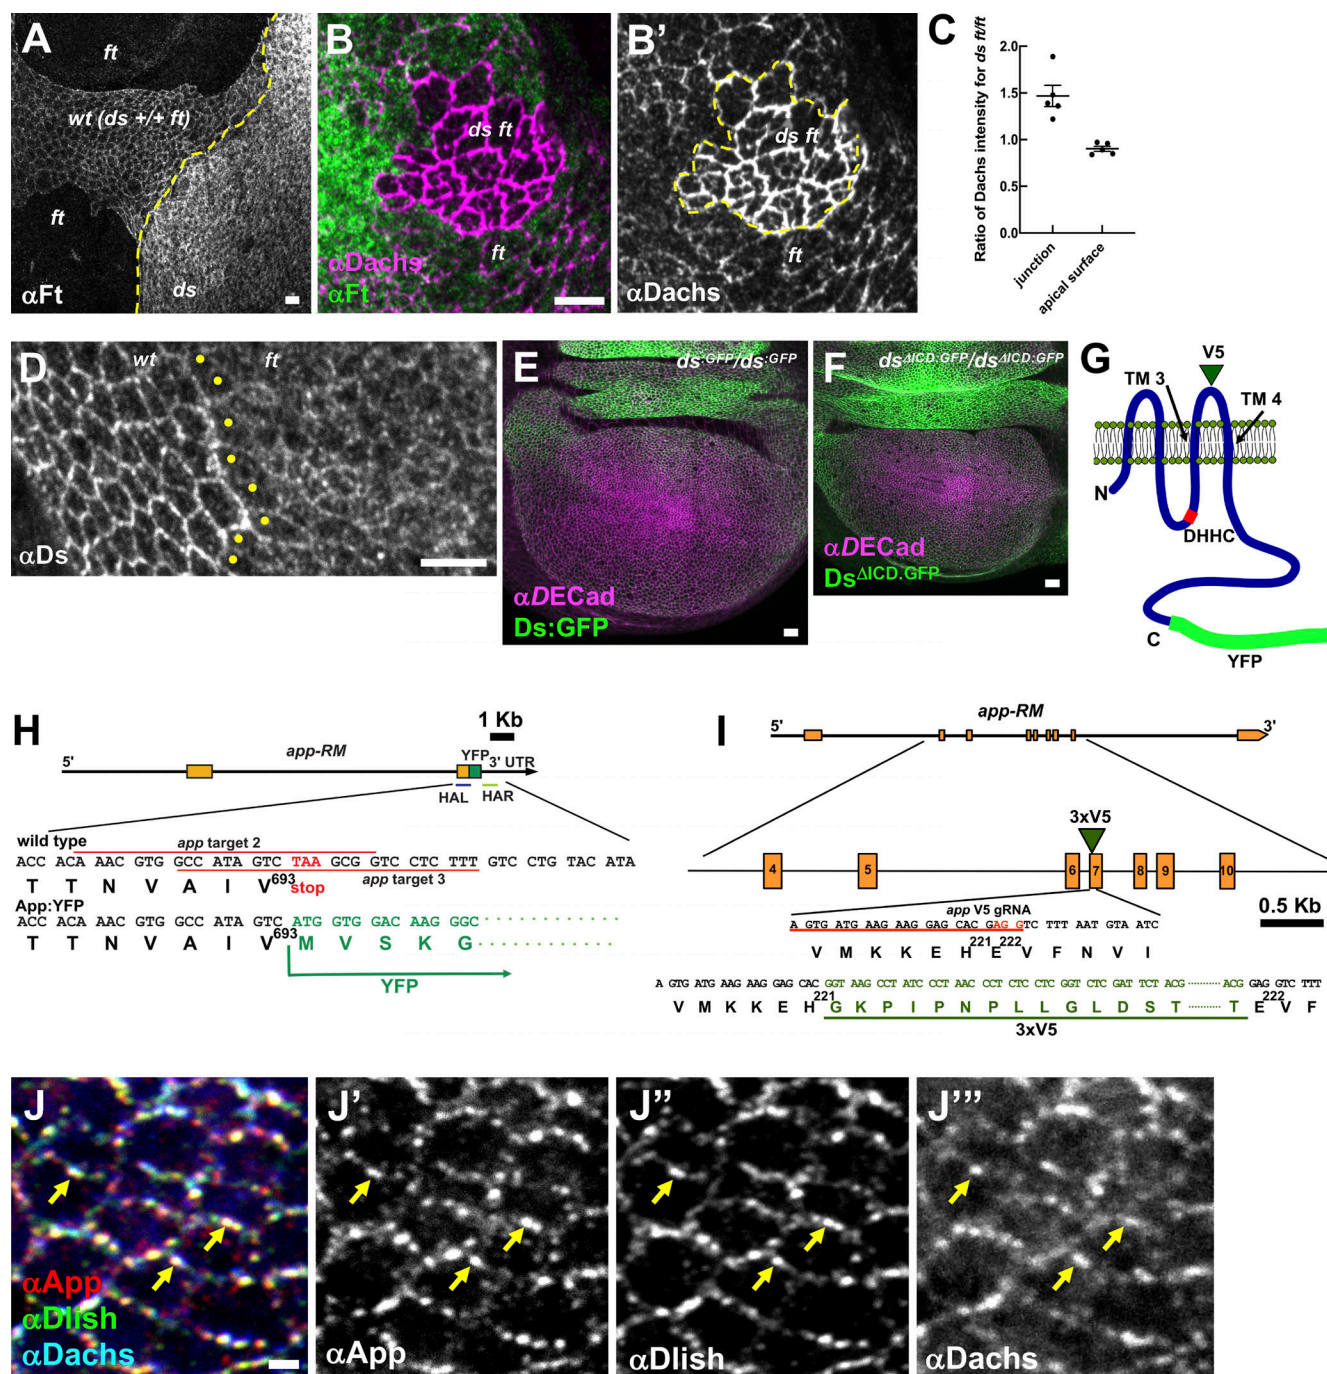 A
ft
wt (ds +/+ ft)
ft
ds
αFt
B
ds ft
ft
αDachs
αFt
B’
ds ft
ft
αDachs
C
Ratio of Dachs intensity for ds ft/ft
2.0
1.5
1.0
0.5
0.0
junction
apical surface
D
wt
ft
αDs
E
ds:GFP/ds:GFP
αDECad
Ds:GFP
F
dsΔICD:GFP/dsΔICD:GFP
αDECad
DsΔICD.GFP
G
V5
TM 3
TM 4
N
DHHC
C
YFP
H
1 Kb
app-RM
5'
YFP
3' UTR
HAL
HAR
wild type
app target 2
ACC ACA AAC GTG GCC ATA GTC TAA GCG GTC CTC TTT GTC CTG TAC ATA
app target 3
T T N V A I V693 stop
App:YFP
ACC ACA AAC GTG GCC ATA GTC ATG GTG GAC AAG GGC
T T N V A I V693 M V S K G
YFP
I
app-RM
5'
3'
3xV5
4 5 6 7 8 9 10
0.5 Kb
app V5 gRNA
A GTG ATG AAG AAG GAG CAC GAG GTC TTT AAT GTA ATC
V M K K E H221 E222 V F N V I
A GTG ATG AAG AAG GAG CAC GGT AAG CCT ATC CCT AAC CCT CTC CTC GGT CTC GAT TCT ACG ACG GAG GTC TTT
V M K K E H221 G K P I P N P L L G L D S T T E222 V F
3xV5
J
αApp
αDlish
αDachs
J’
αApp
J’’
αDlish
J’’’
αDachs